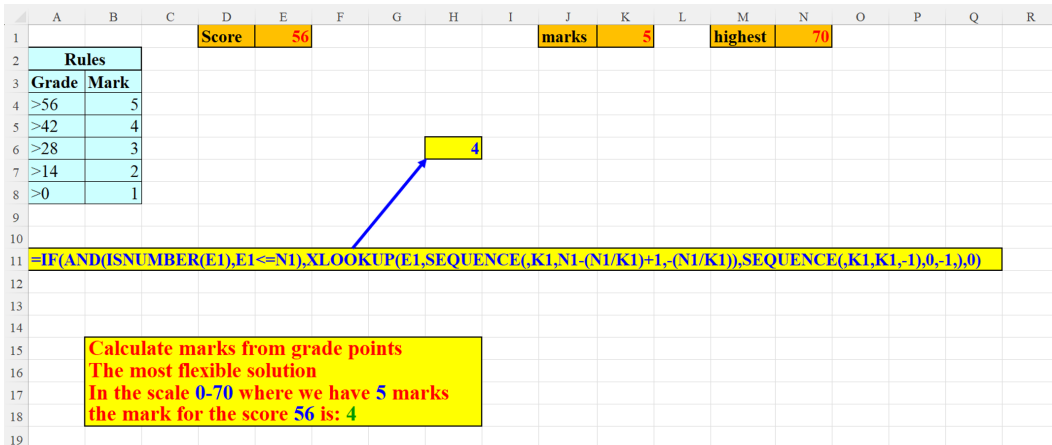 A B C D E F G H I J K L M N O P Q R
1 Score 56 marks 5 highest 70
2 Rules
3 Grade Mark
4 >56 5
5 >42 4
6 >28 3 4
7 >14 2
8 >0 1
9
10
11 =IF(AND(ISNUMBER(E1),E1<=N1),XLOOKUP(E1,SEQUENCE(,K1,N1-(N1/K1)+1,-(N1/K1)),SEQUENCE(,K1,K1,-1),0,-1,),0)
12
13
14
15 Calculate marks from grade points
16 The most flexible solution
17 In the scale 0-70 where we have 5 marks
18 the mark for the score 56 is: 4
19